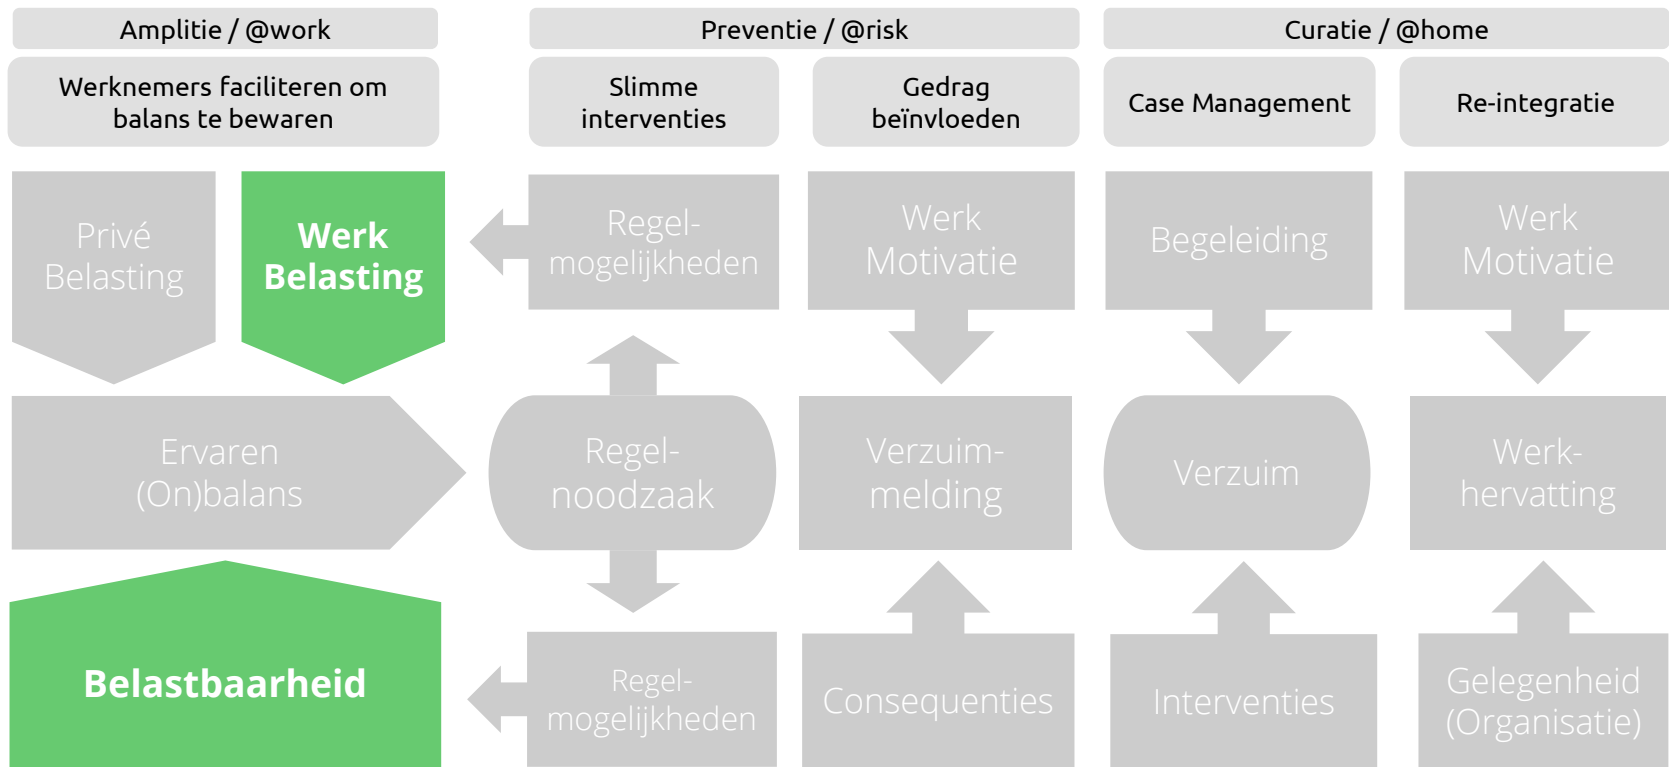 Amplitie / @work
Preventie / @risk
Curatie / @home
Werknemers faciliteren om
balans te bewaren
Slimme
interventies
Gedrag
beïnvloeden
Case Management
Re-integratie
Privé
Belasting
Werk
Belasting
Regel-
mogelijkheden
Werk
Motivatie
Begeleiding
Werk
Motivatie
Ervaren
(On)balans
Regel-
noodzaak
Verzuim-
melding
Verzuim
Werk-
hervatting
Belastbaarheid
Regel-
mogelijkheden
Consequenties
Interventies
Gelegenheid
(Organisatie)